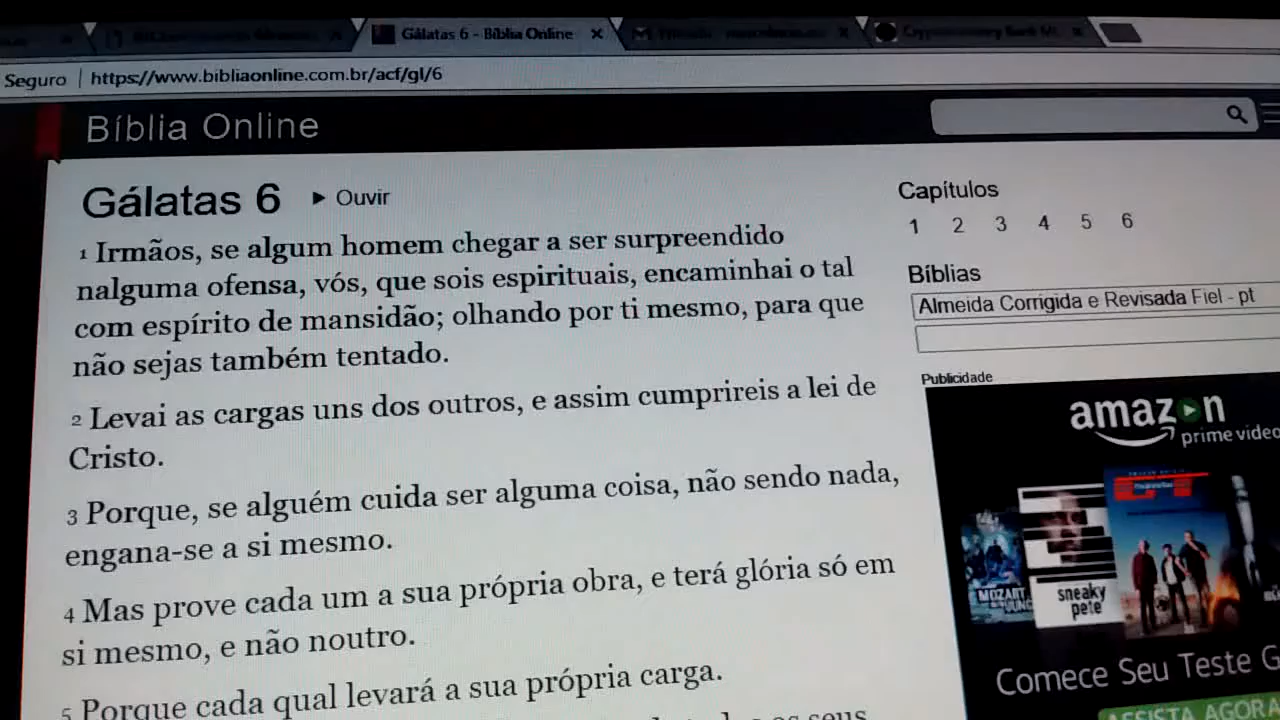 Gálatas 6 - Bíblia Online
Seguro
https://www.bibliaonline.com.br/acf/gl/6
Bíblia Online
Gálatas 6
Ouvir
1 Irmãos, se algum homem chegar a ser surpreendido
nalguma ofensa, vós, que sois espirituais, encaminhai o tal
com espírito de mansidão; olhando por ti mesmo, para que
não sejas também tentado.
2 Levai as cargas uns dos outros, e assim cumprireis a lei de
Cristo.
3 Porque, se alguém cuida ser alguma coisa, não sendo nada,
engana-se a si mesmo.
4 Mas prove cada um a sua própria obra, e terá glória só em
si mesmo, e não noutro.
5 Porque cada qual levará a sua própria carga.
Capítulos
1 2 3 4 5 6
Bíblias
Almeida Corrigida e Revisada Fiel - pt
Publicidade
amazon
prime video
MOZART
sneaky
pete
GT
Comece Seu Teste G
ASSISTA AGORA